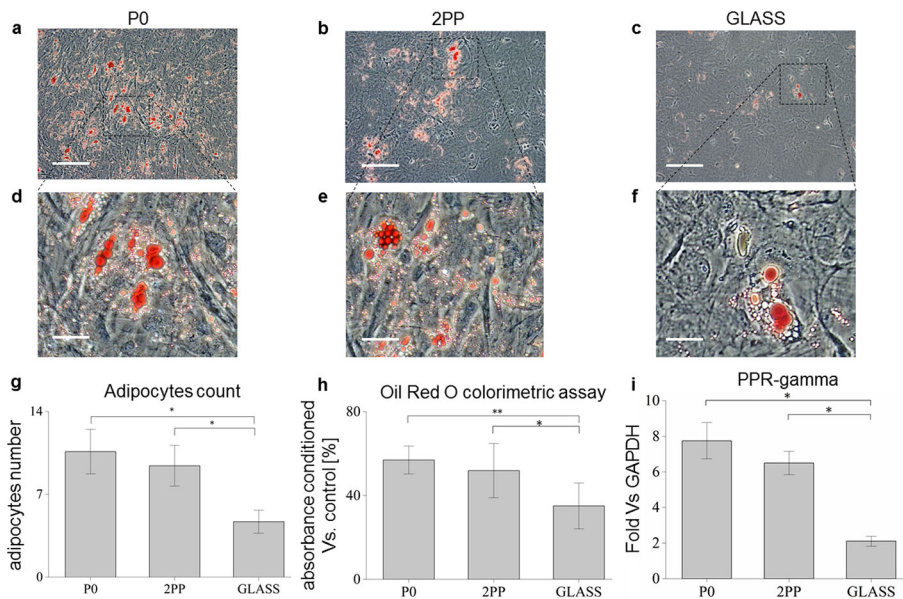 P0
2PP
GLASS
a
b
c
d
e
f
g
Adipocytes count
adipocytes number
14
7
0
*
*
P0
2PP
GLASS
h
Oil Red O colorimetric assay
absorbance conditioned
Vs. control [%]
80
40
0
**
*
P0
2PP
GLASS
i
PPR-gamma
Fold Vs GAPDH
8
6
4
2
0
*
*
P0
2PP
GLASS